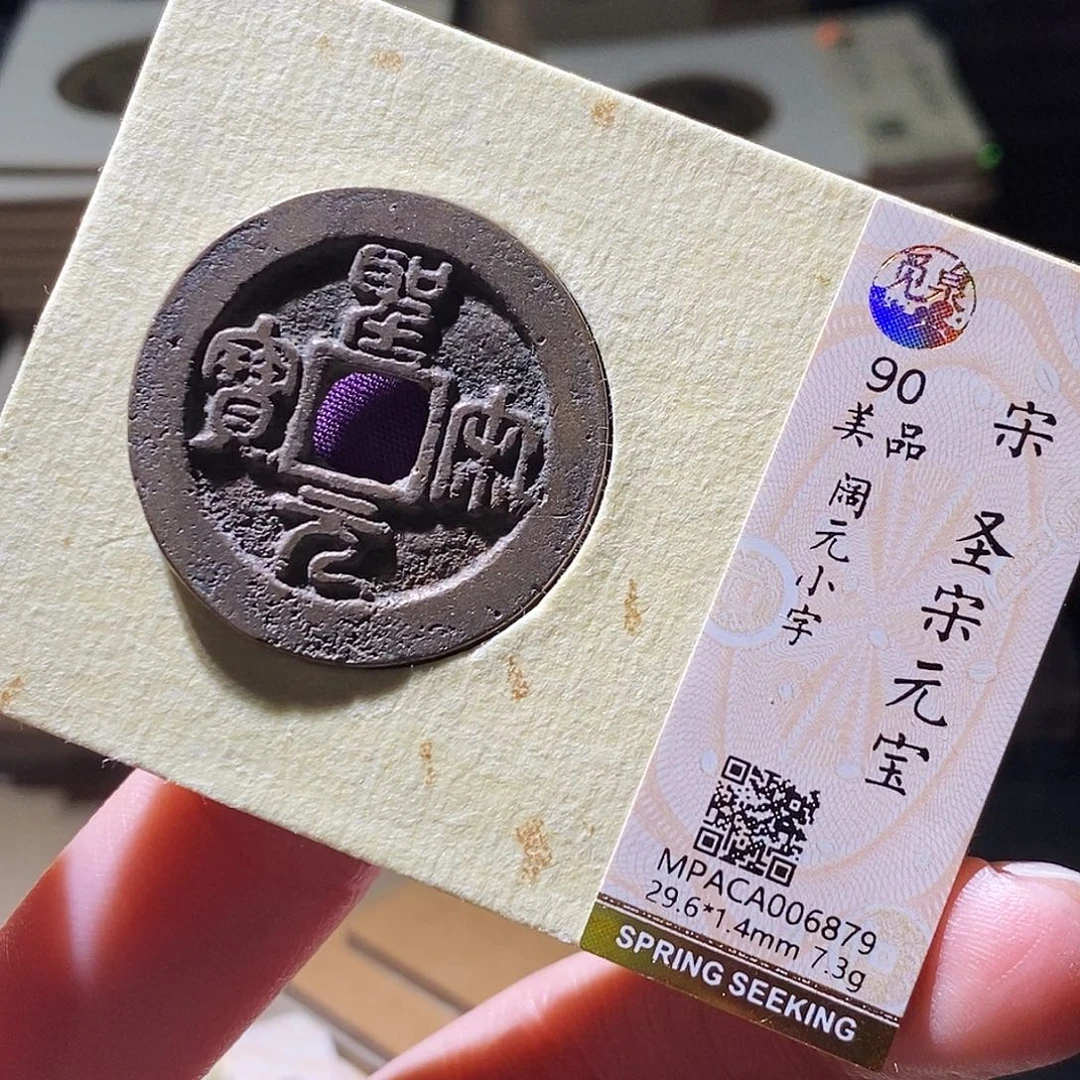 聖宋元寶
觅泉
90
美品
阔元小字
宋
圣宋元宝
MPACA006879
29.6*1.4mm 7.3g
SPRING SEEKING